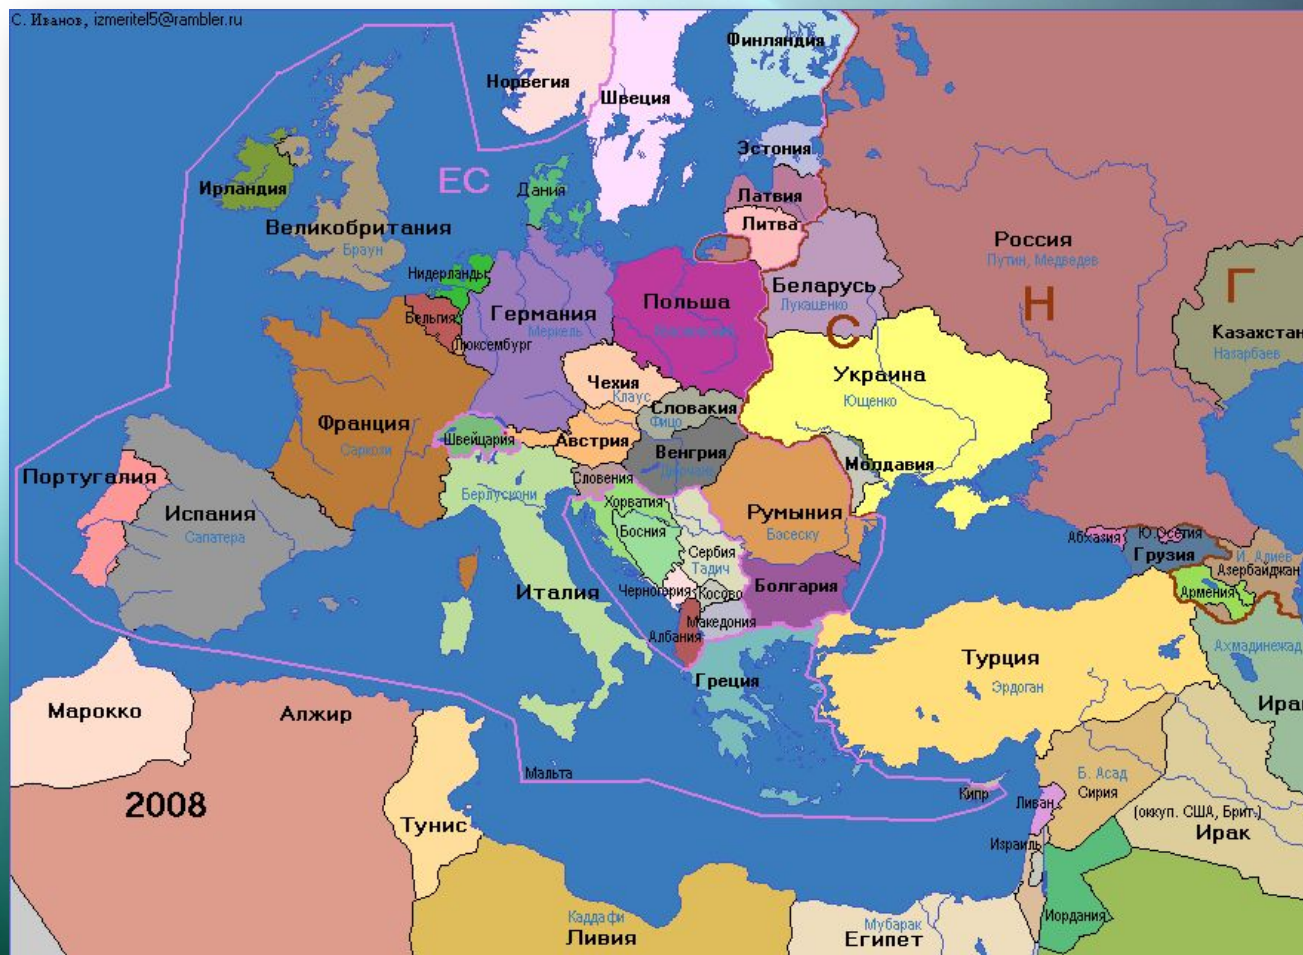 С. Иванов, izmeritel5@rambler.ru
Финляндия
Норвегия
Швеция
Эстония
ЕС
Ирландия
Дания
Латвия
Великобритания
Браун
Литва
Россия
Путин, Медведев
Нидерланды
Беларусь
Лукашенко
Г
Н
С
Польша
Германия
Меркель
Бельгия
Люксембург
Казахстан
Назарбаев
Чехия
Клаус
Украина
Ющенко
Словакия
Фицо
Франция
Саркози
Швейцария
Австрия
Венгрия
Дюрчань
Молдавия
Португалия
Словения
Испания
Сапатера
Берлускони
Хорватия
Румыния
Басеску
Босния
Сербия
Тадич
Абхазия
Ю.Осетия
Грузия
И. Алиев
Азербайджан
Армения
Италия
Черногория
Косово
Болгария
Македония
Албания
Греция
Турция
Эрдоган
Ахмадинежад
Ира
Марокко
Алжир
Мальта
Кипр
Ливан
Б. Асад
Сирия
2008
Тунис
(оккуп. США, Брит.)
Ирак
Израиль
Иордания
Каддафи
Ливия
Мубарак
Египет